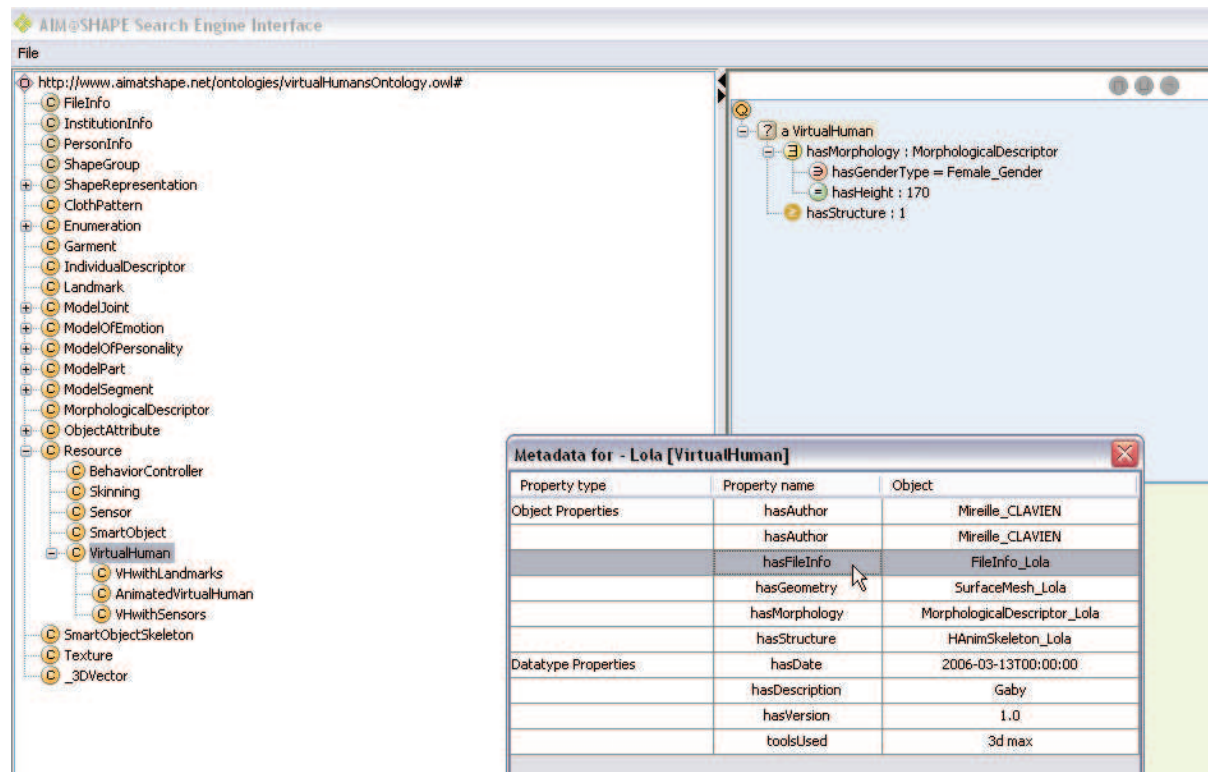 AIM@SHAPE Search Engine Interface
File
http://www.aimatshape.net/ontologies/virtualHumansOntology.owl#
C FileInfo
C InstitutionInfo
C PersonInfo
C ShapeGroup
C ShapeRepresentation
C ClothPattern
C Enumeration
C Garment
C IndividualDescriptor
C Landmark
C ModelJoint
C ModelOfEmotion
C ModelOfPersonality
C ModelPart
C ModelSegment
C MorphologicalDescriptor
C ObjectAttribute
C Resource
C BehaviorController
C Skinning
C Sensor
C SmartObject
C VirtualHuman
C VHwithLandmarks
C AnimatedVirtualHuman
C VHwithSensors
C SmartObjectSkeleton
C Texture
C _3DVector
Q
? a VirtualHuman
∃ hasMorphology : MorphologicalDescriptor
∋ hasGenderType = Female_Gender
= hasHeight : 170
≥ hasStructure : 1
Metadata for - Lola [VirtualHuman]
Property type Property name Object
Object Properties hasAuthor Mireille_CLAVIEN
hasAuthor Mireille_CLAVIEN
hasFileInfo FileInfo_Lola
hasGeometry SurfaceMesh_Lola
hasMorphology MorphologicalDescriptor_Lola
hasStructure HAnimSkeleton_Lola
Datatype Properties hasDate 2006-03-13T00:00:00
hasDescription Gaby
hasVersion 1.0
toolsUsed 3d max